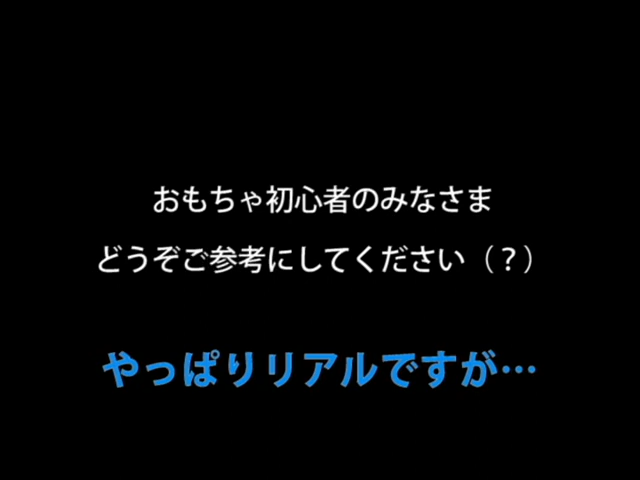 おもちゃ初心者のみなさま
どうぞご参考にしてください（？）
やっぱりリアルですが…